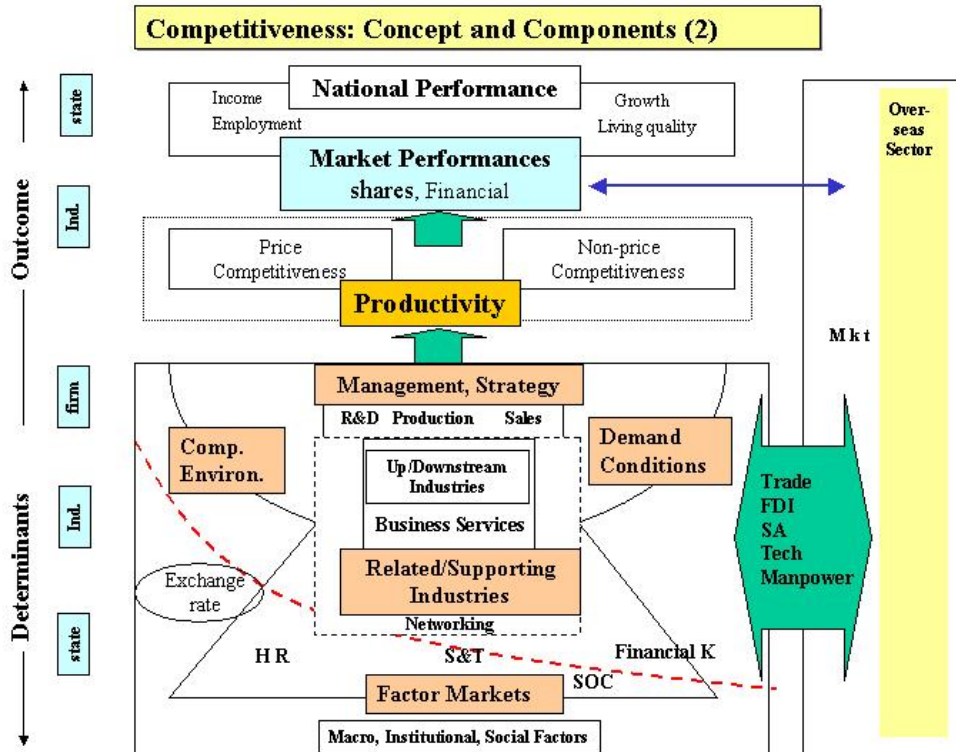 Competitiveness: Concept and Components (2)
state
National Performance
Income
Employment
Growth
Living quality
Over-
seas
Sector
Market Performances
shares, Financial
Ind.
Outcome
Price
Competitiveness
Non-price
Competitiveness
Productivity
M k t
firm
Management, Strategy
R&D Production Sales
Comp.
Environ.
Demand
Conditions
Up/Downstream
Industries
Business Services
Trade
FDI
SA
Tech
Manpower
Ind.
Determinants
Related/Supporting
Industries
Exchange
rate
Networking
state
H R
S&T
Financial K
SOC
Factor Markets
Macro, Institutional, Social Factors